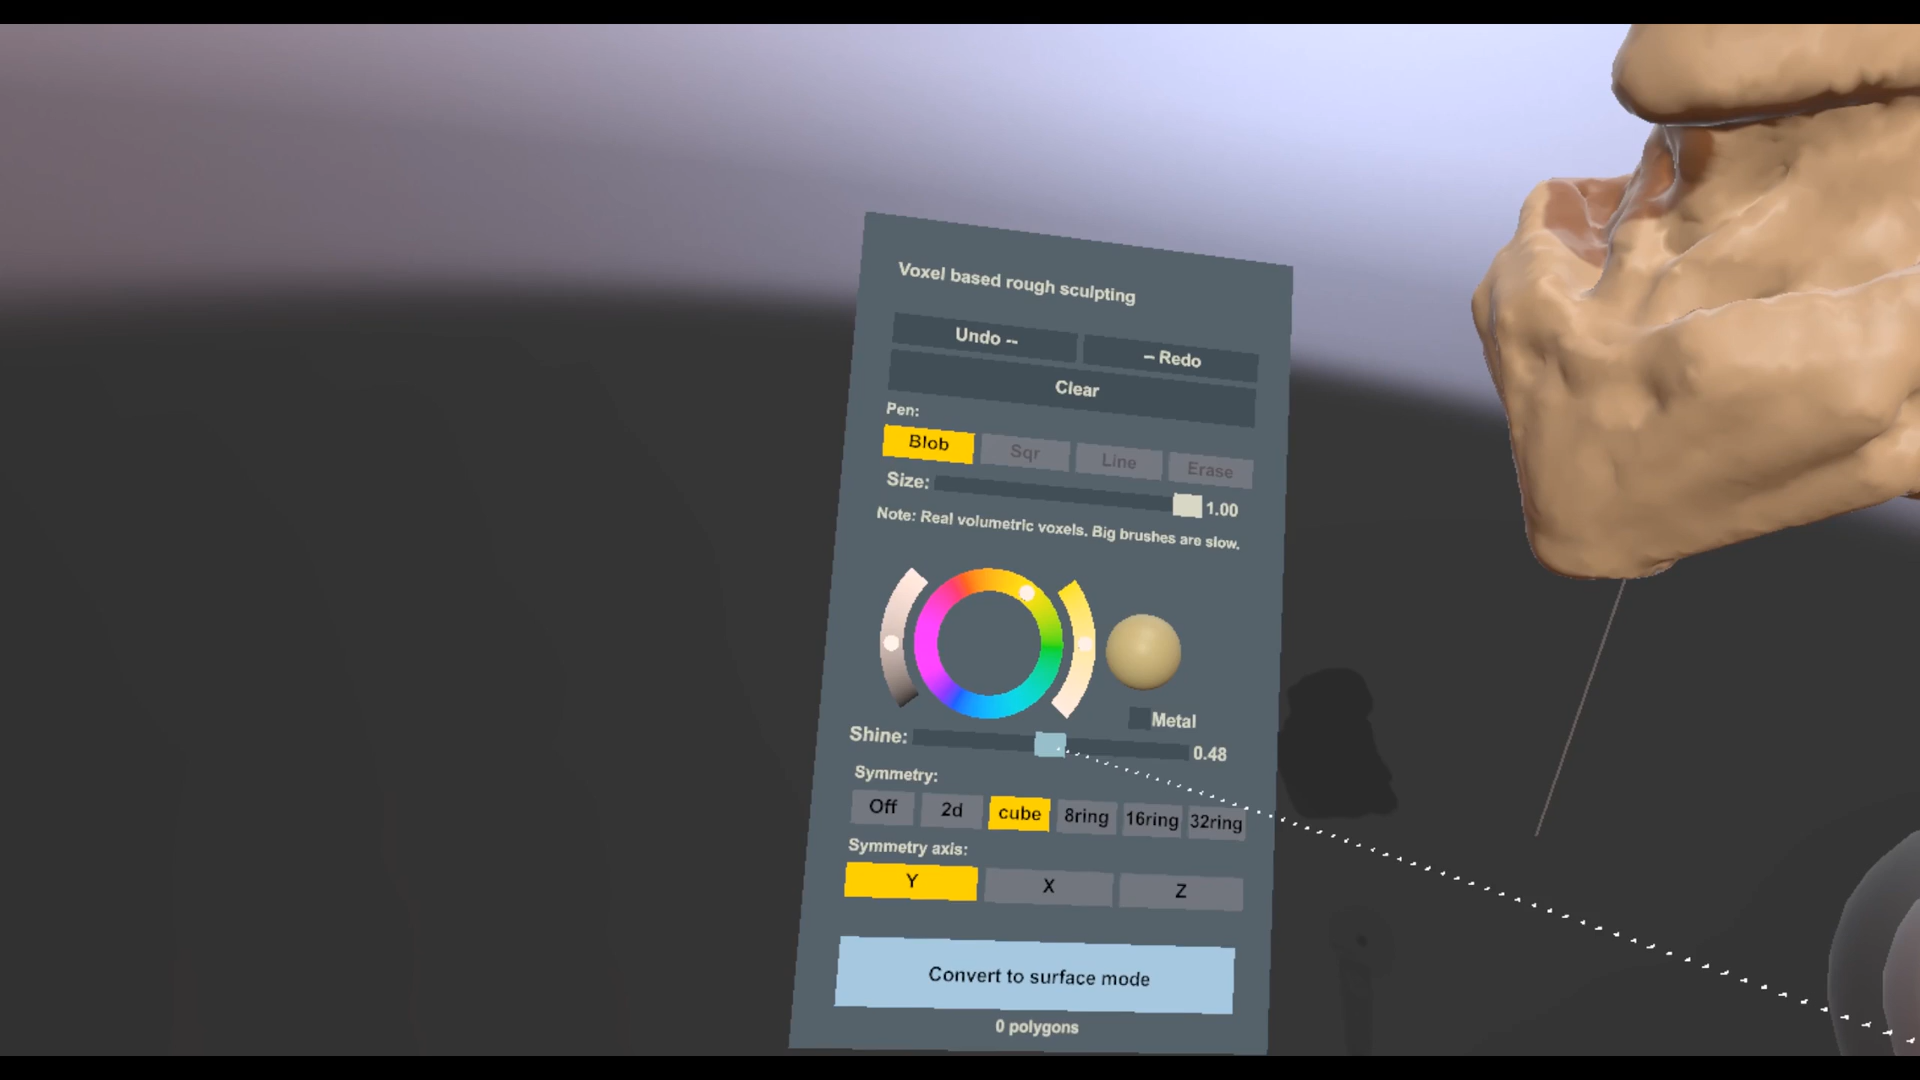 Voxel based rough sculpting
Undo -- -- Redo
Clear
Pen:
Blob Sqr Line Erase
Size: 1.00
Note: Real volumetric voxels. Big brushes are slow.
Metal
Shine: 0.48
Symmetry:
Off 2d cube 8ring 16ring 32ring
Symmetry axis:
Y X Z
Convert to surface mode
0 polygons